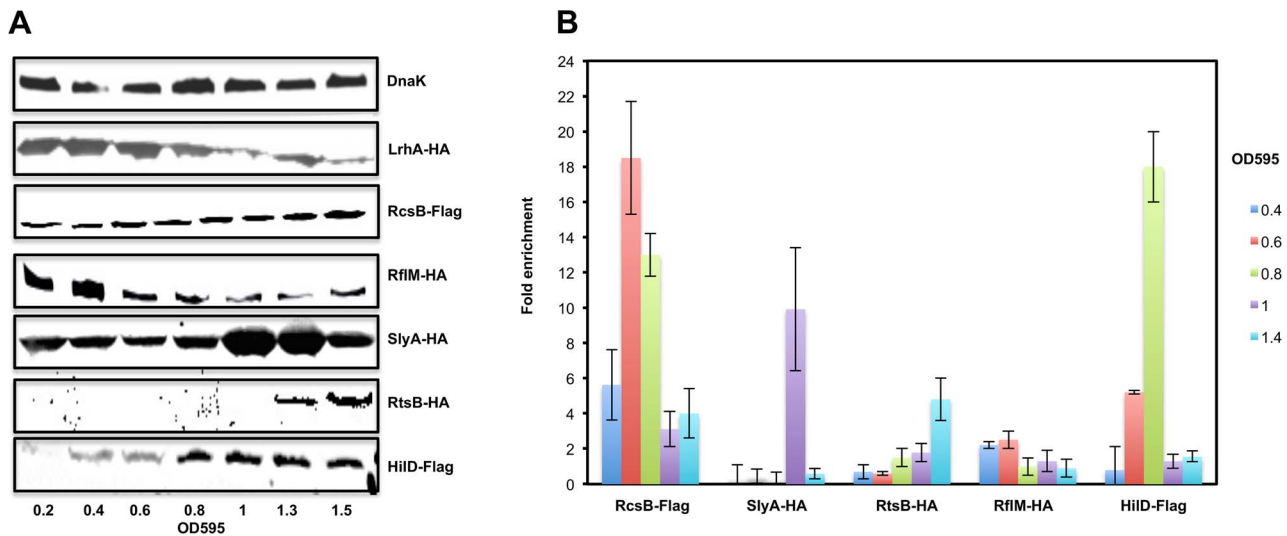 A
DnaK
LrhA-HA
RcsB-Flag
RflM-HA
SlyA-HA
RtsB-HA
HilD-Flag
0.2 0.4 0.6 0.8 1 1.3 1.5
OD595
B
Fold enrichment
24
22
20
18
16
14
12
10
8
6
4
2
0
RcsB-Flag SlyA-HA RtsB-HA RflM-HA HilD-Flag
OD595
0.4
0.6
0.8
1
1.4